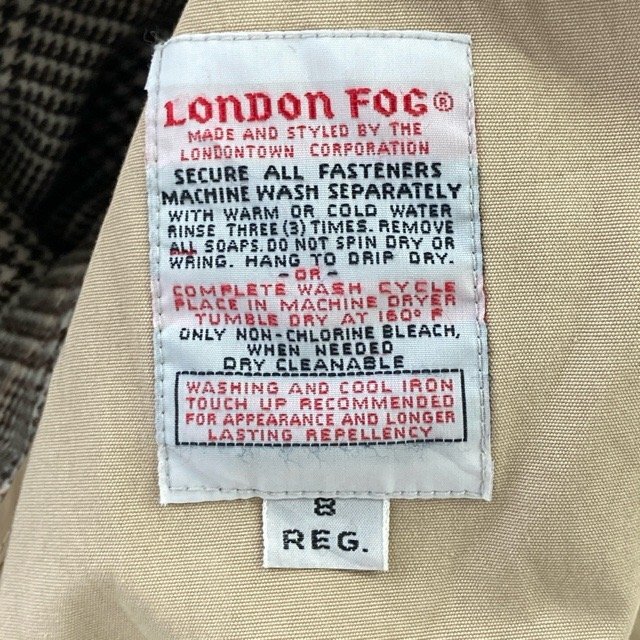 LONDON FOG®
MADE AND STYLED BY THE
LONDONTOWN CORPORATION
SECURE ALL FASTENERS
MACHINE WASH SEPARATELY
WITH WARM OR COLD WATER
RINSE THREE (3) TIMES. REMOVE
ALL SOAPS. DO NOT SPIN DRY OR
WRING. HANG TO DRIP DRY.
-OR-
COMPLETE WASH CYCLE
PLACE IN MACHINE DRYER
TUMBLE DRY AT 160° F
ONLY NON-CHLORINE BLEACH,
WHEN NEEDED
DRY CLEANABLE
WASHING AND COOL IRON
TOUCH UP RECOMMENDED
FOR APPEARANCE AND LONGER
LASTING REPELLENCY
8
REG.